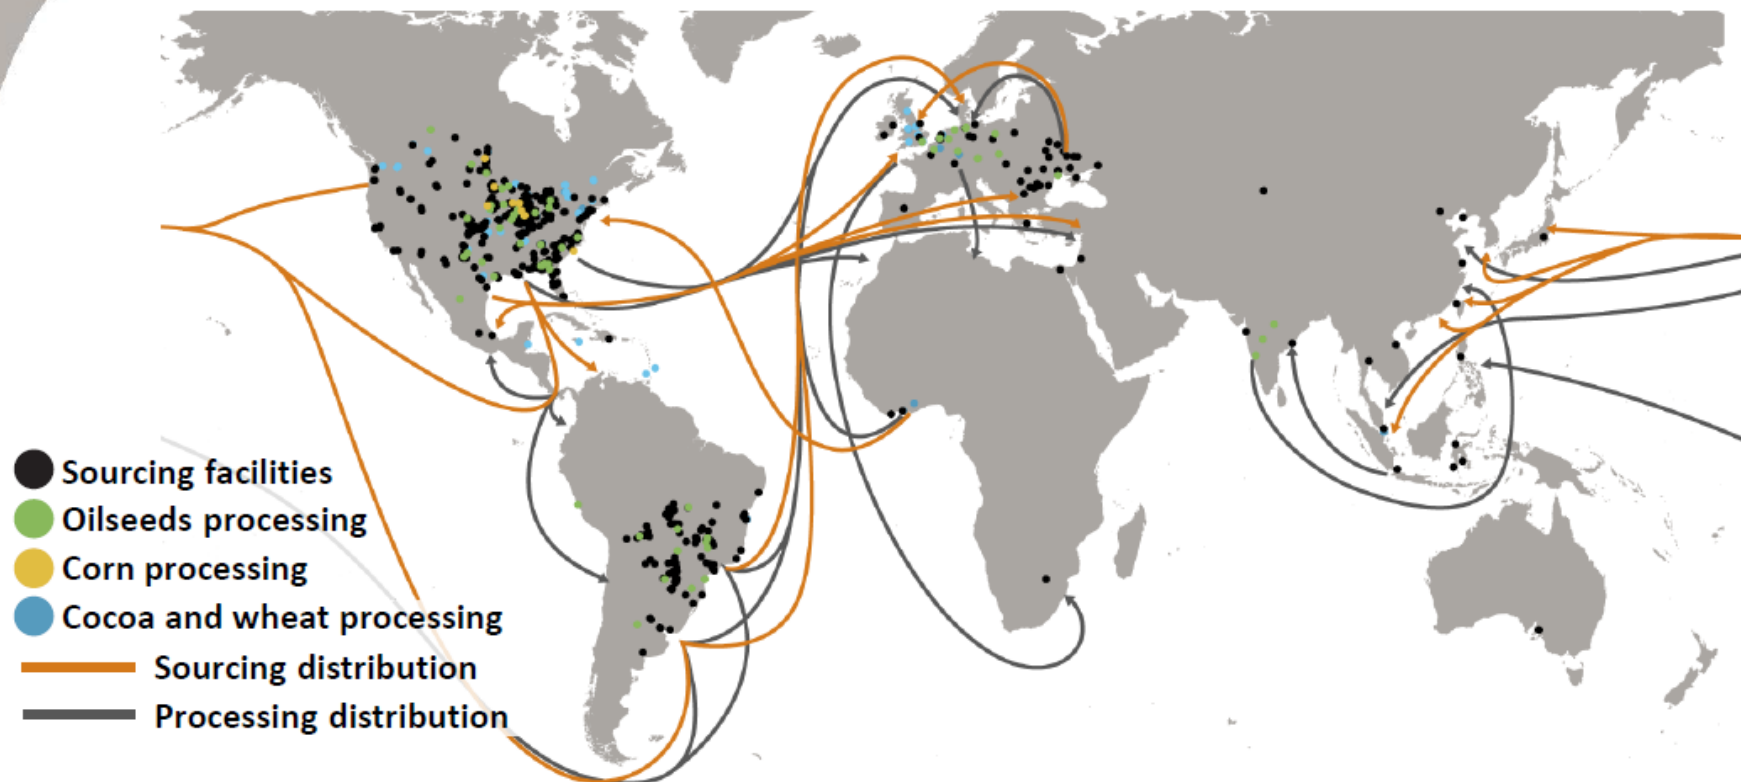 Sourcing facilities
Oilseeds processing
Corn processing
Cocoa and wheat processing
Sourcing distribution
Processing distribution